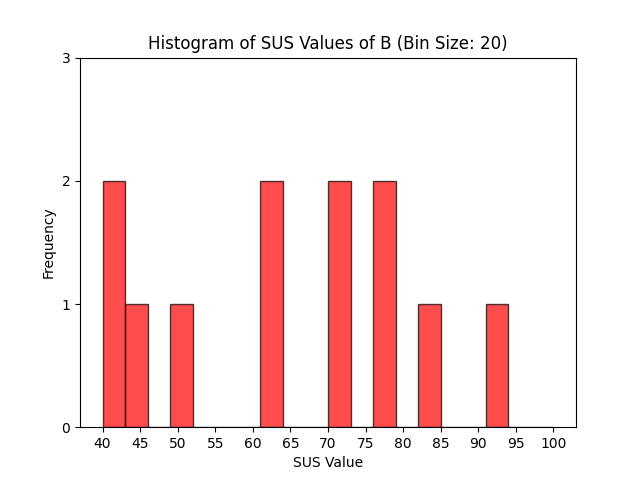 Histogram of SUS Values of B (Bin Size: 20)
3
2
1
0
Frequency
40 45 50 55 60 65 70 75 80 85 90 95 100
SUS Value